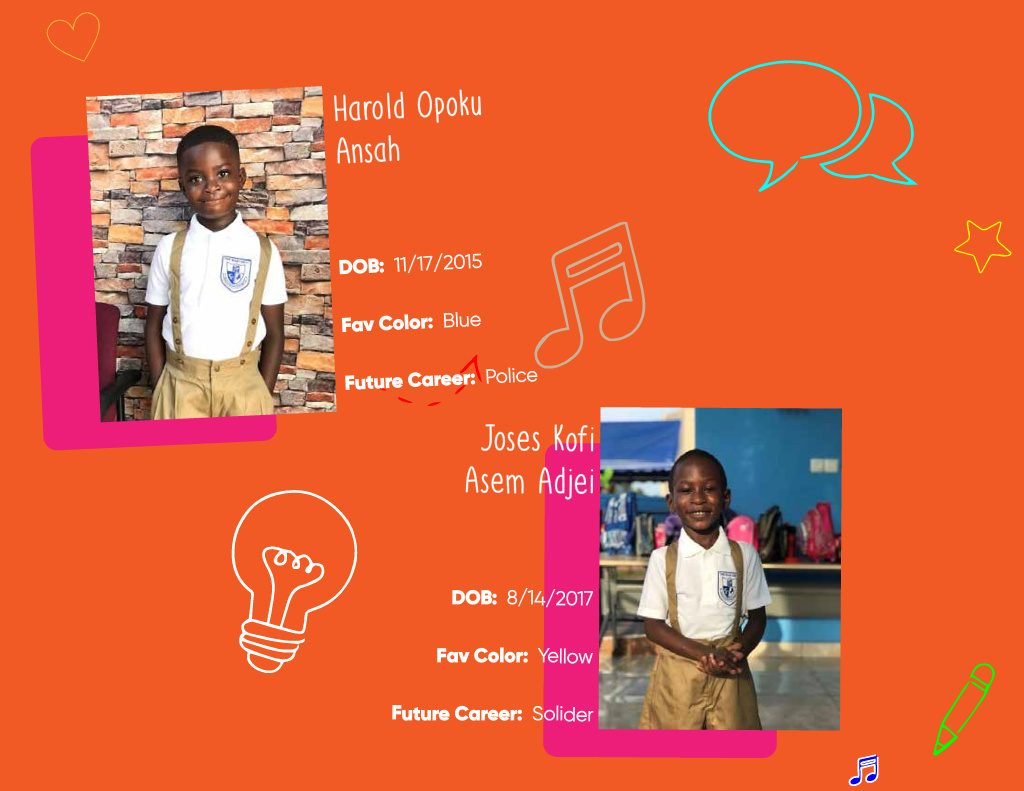 Harold Opoku
Ansah
DOB: 11/17/2015
Fav Color: Blue
Future Career: Police
Joses Kofi
Asem Adjei
DOB: 8/14/2017
Fav Color: Yellow
Future Career: Solider